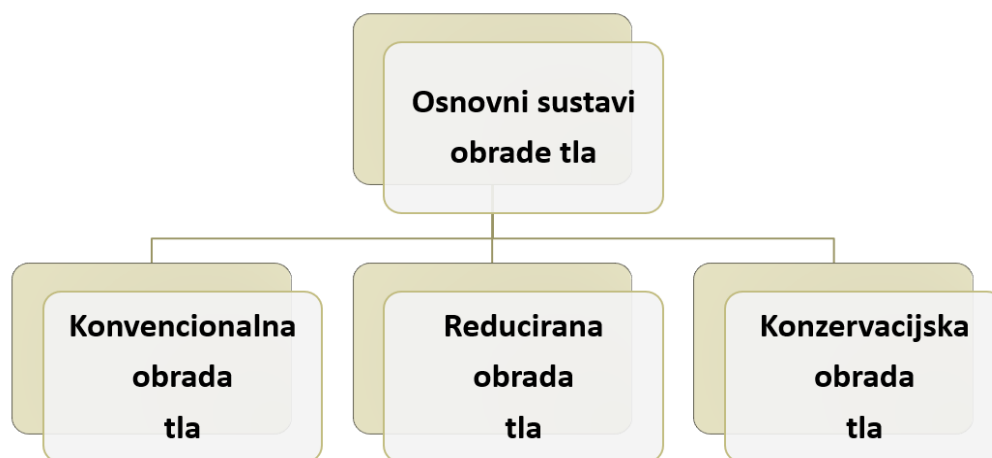 Osnovni sustavi
obrade tla
Konvencionalna
obrada
tla
Reducirana
obrada
tla
Konzervacijska
obrada
tla